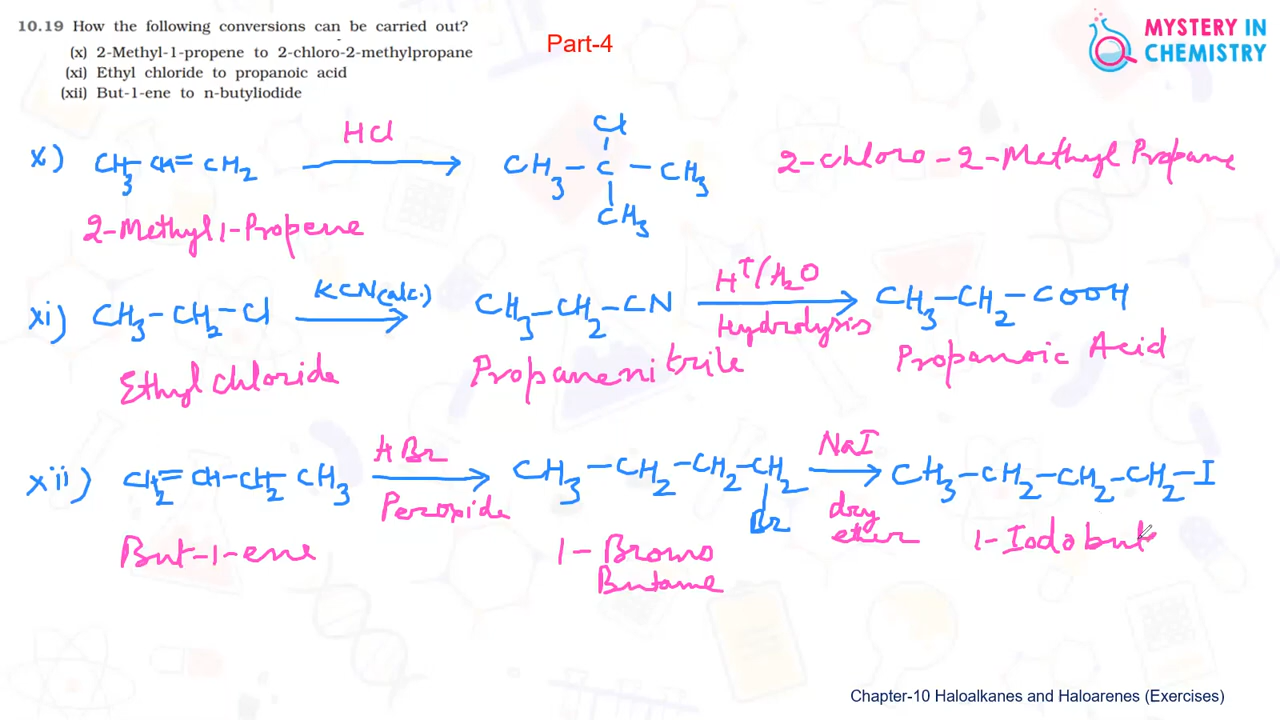 10.19 How the following conversions can be carried out?
(x) 2-Methyl-1-propene to 2-chloro-2-methylpropane
(xi) Ethyl chloride to propanoic acid
(xii) But-1-ene to n-butyliodide
Part-4
MYSTERY IN
CHEMISTRY
HCl
Cl
x) CH3-CH=CH2 CH3-C-CH3 2-chloro-2-Methyl Propane
CH3
2-Methyl 1-Propene
KCN(alc.) H+/H2O
xi) CH3-CH2-Cl CH3-CH2-CN CH3-CH2-COOH
Hydrolysis
Ethyl chloride Propanenitrile Propanoic Acid
HBr NaI
xii) CH2=CH-CH2-CH3 CH3-CH2-CH2-CH2 CH3-CH2-CH2-CH2-I
Peroxide Br dry
ether
But-1-ene 1-Bromo 1-Iodobut
Butane
Chapter-10 Haloalkanes and Haloarenes (Exercises)